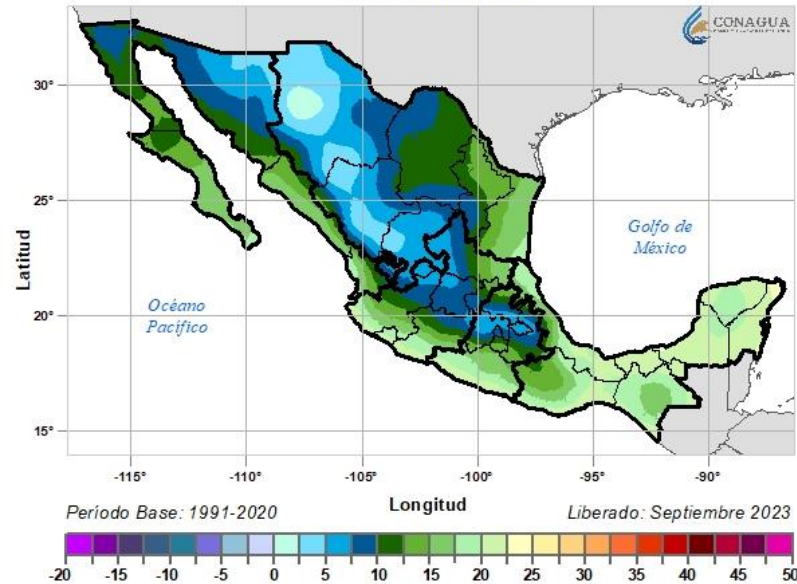 CONAGUA
30°
25°
20°
15°
Latitud
Golfo de
México
Océano
Pacífico
-115° -110° -105° -100° -95° -90°
Longitud
Período Base: 1991-2020
Liberado: Septiembre 2023
-20 -15 -10 -5 0 5 10 15 20 25 30 35 40 45 50